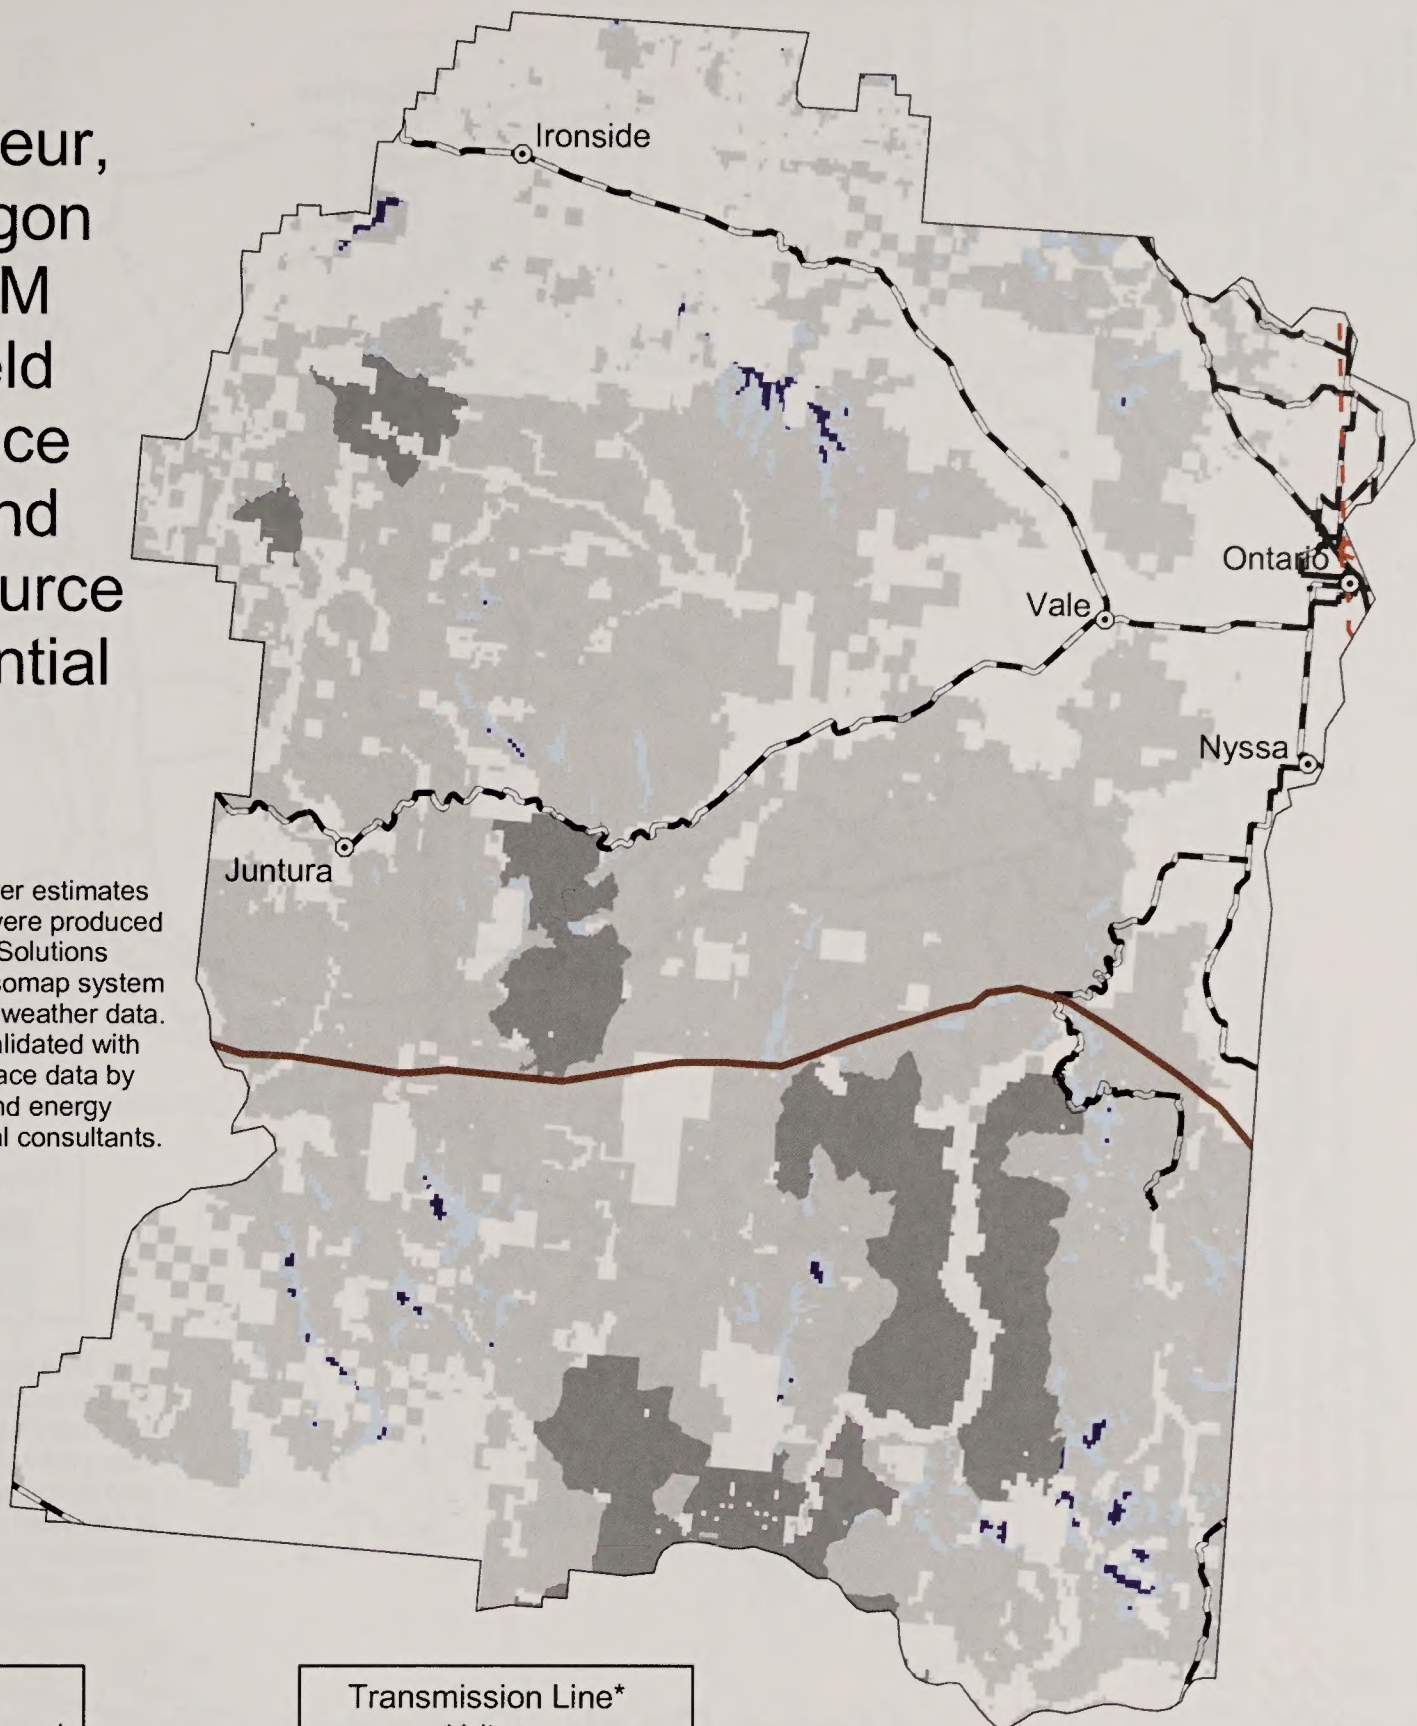 eur,
gon
M
eld
ce
nd
urce
ntial
er estimates
were produced
Solutions
somap system
weather data.
alidated with
ace data by
nd energy
al consultants.
Ironside
Ontario
Vale
Nyssa
Juntura
Transmission Line*